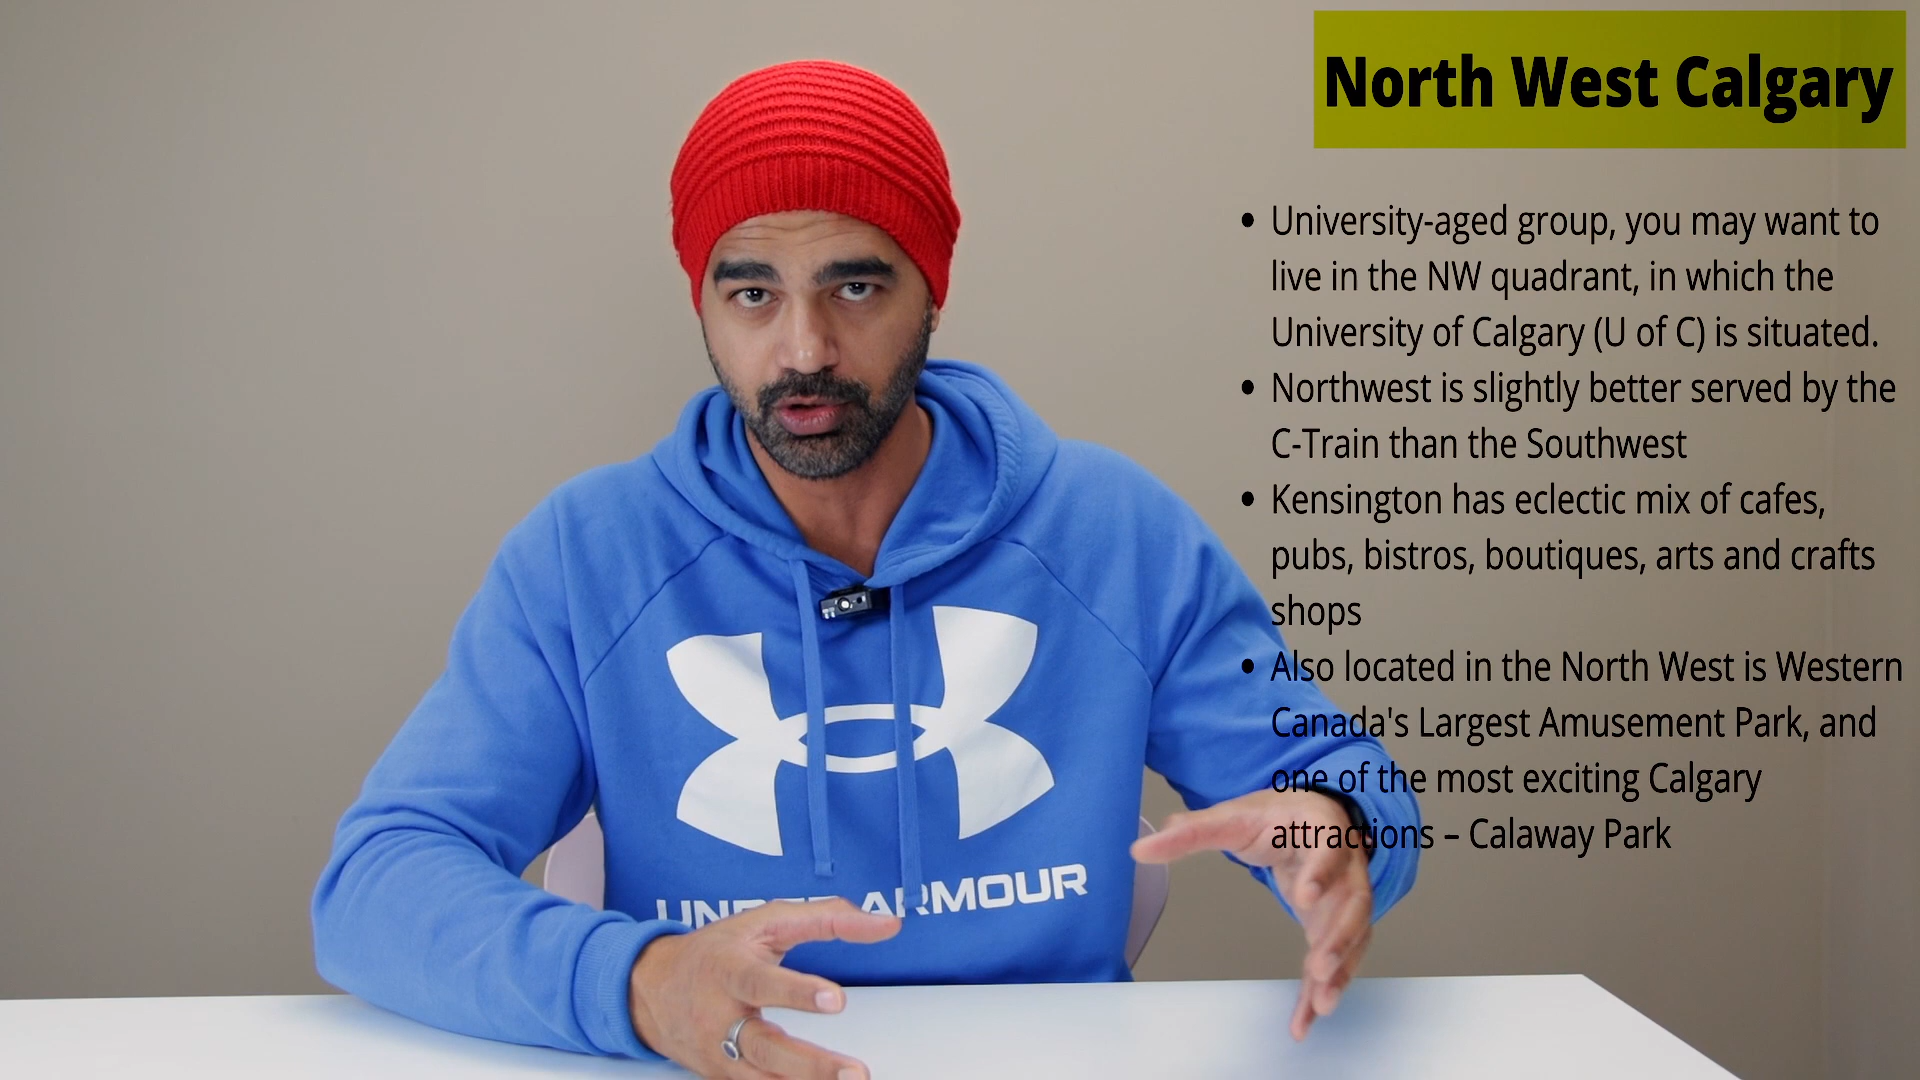 North West Calgary
• University-aged group, you may want to
live in the NW quadrant, in which the
University of Calgary (U of C) is situated.
• Northwest is slightly better served by the
C-Train than the Southwest
• Kensington has eclectic mix of cafes,
pubs, bistros, boutiques, arts and crafts
shops
• Also located in the North West is Western
Canada's Largest Amusement Park, and
one of the most exciting Calgary
attractions – Calaway Park
UNDER ARMOUR